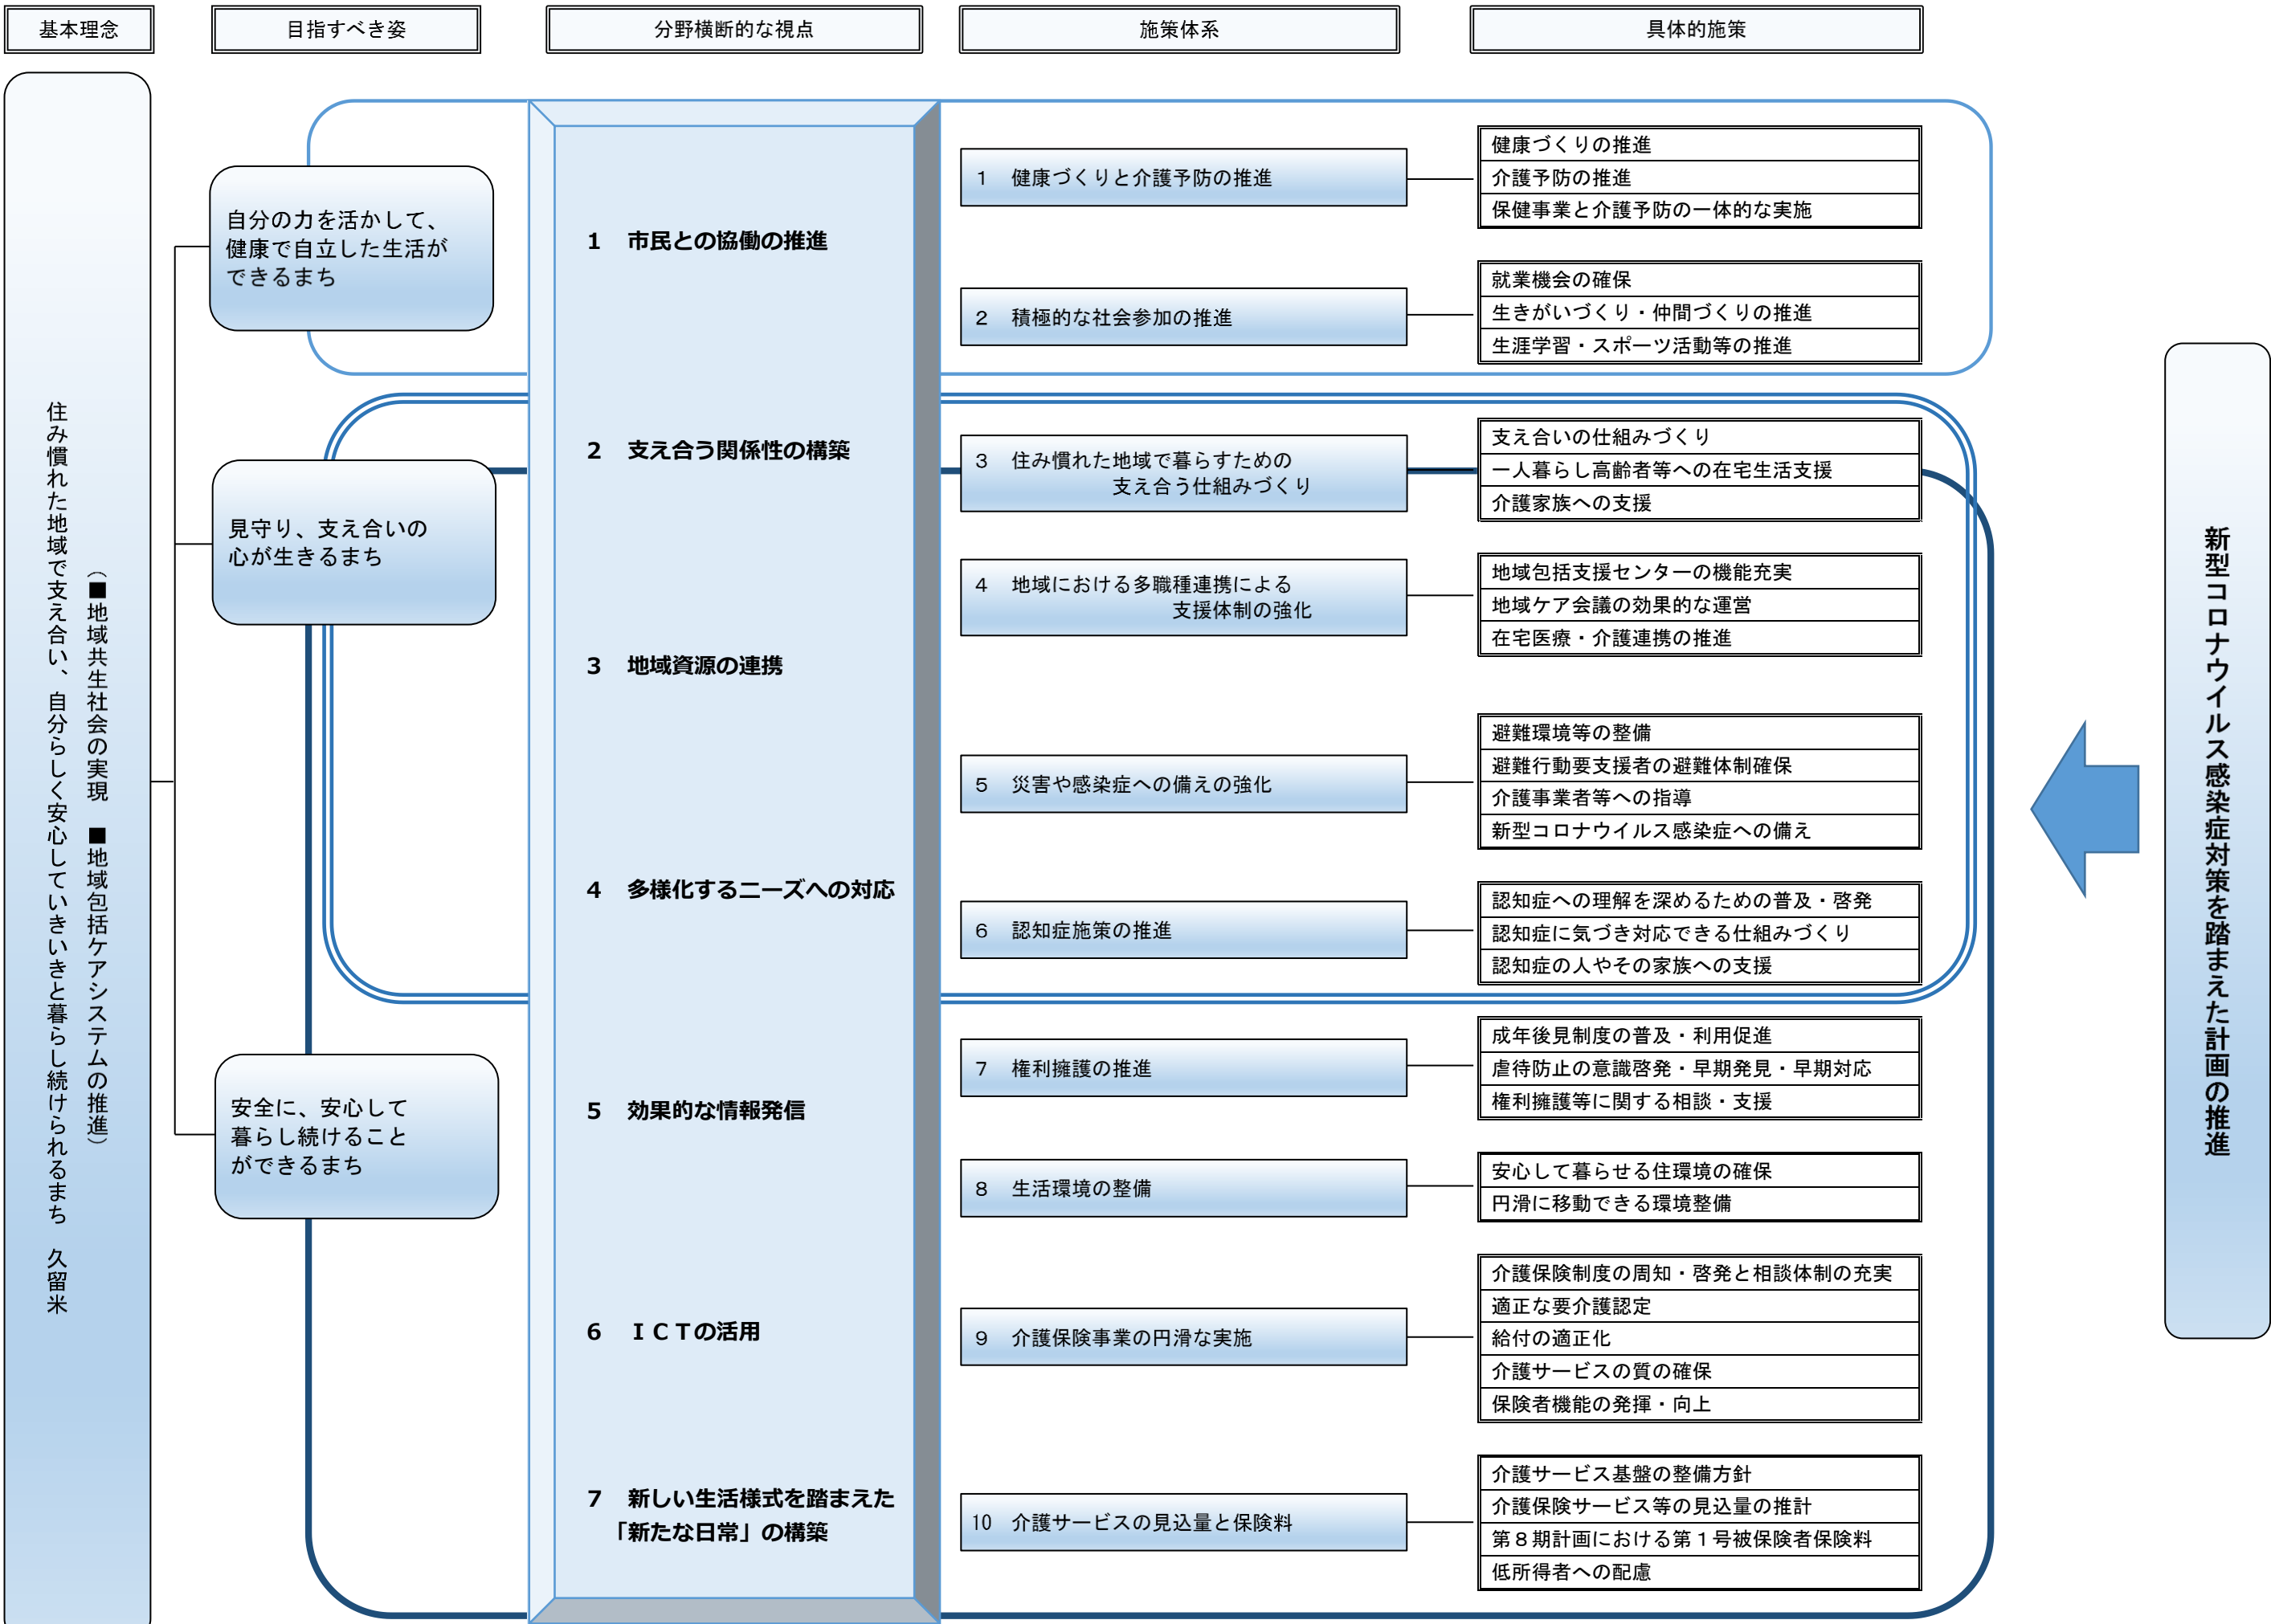 基本理念
目指すべき姿
分野横断的な視点
施策体系
具体的施策
住み慣れた地域で支え合い、自分らしく安心していきいきと暮らし続けられるまち　久留米
（■地域共生社会の実現　■地域包括ケアシステムの推進）
自分の力を活かして、
健康で自立した生活が
できるまち
見守り、支え合いの
心が生きるまち
安全に、安心して
暮らし続けること
ができるまち
1　市民との協働の推進
2　支え合う関係性の構築
3　地域資源の連携
4　多様化するニーズへの対応
5　効果的な情報発信
6　ＩＣＴの活用
7　新しい生活様式を踏まえた
「新たな日常」の構築
1　健康づくりと介護予防の推進
健康づくりの推進
介護予防の推進
保健事業と介護予防の一体的な実施
2　積極的な社会参加の推進
就業機会の確保
生きがいづくり・仲間づくりの推進
生涯学習・スポーツ活動等の推進
3　住み慣れた地域で暮らすための
支え合う仕組みづくり
支え合いの仕組みづくり
一人暮らし高齢者等への在宅生活支援
介護家族への支援
4　地域における多職種連携による
支援体制の強化
地域包括支援センターの機能充実
地域ケア会議の効果的な運営
在宅医療・介護連携の推進
5　災害や感染症への備えの強化
避難環境等の整備
避難行動要支援者の避難体制確保
介護事業者等への指導
新型コロナウイルス感染症への備え
6　認知症施策の推進
認知症への理解を深めるための普及・啓発
認知症に気づき対応できる仕組みづくり
認知症の人やその家族への支援
7　権利擁護の推進
成年後見制度の普及・利用促進
虐待防止の意識啓発・早期発見・早期対応
権利擁護等に関する相談・支援
8　生活環境の整備
安心して暮らせる住環境の確保
円滑に移動できる環境整備
9　介護保険事業の円滑な実施
介護保険制度の周知・啓発と相談体制の充実
適正な要介護認定
給付の適正化
介護サービスの質の確保
保険者機能の発揮・向上
10　介護サービスの見込量と保険料
介護サービス基盤の整備方針
介護保険サービス等の見込量の推計
第８期計画における第１号被保険者保険料
低所得者への配慮
新型コロナウイルス感染症対策を踏まえた計画の推進